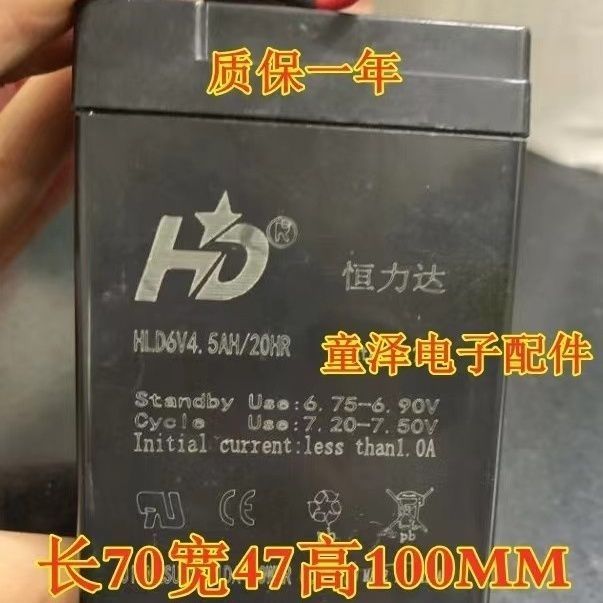 质保一年
HD®
恒力达
HLD6V4.5AH/20HR
童泽电子配件
Standby Use:6.75-6.90V
Cycle Use:7.20-7.50V
Initial current:less than1.0A
CE
pb
长70宽47高100MM